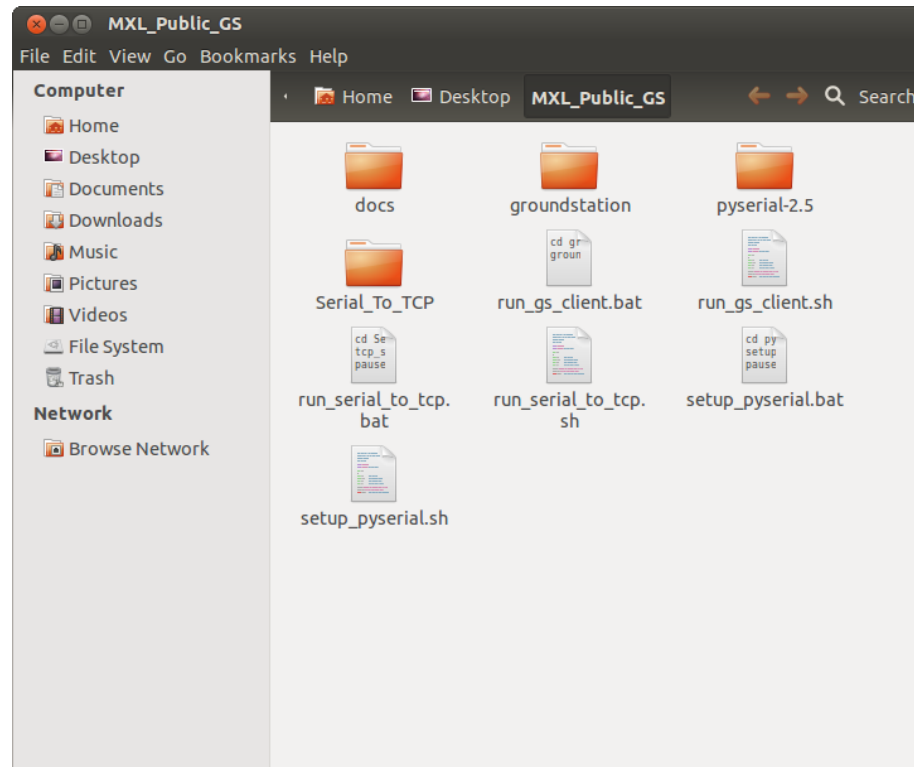 MXL_Public_GS
File Edit View Go Bookmarks Help
Computer
Home
Desktop
Documents
Downloads
Music
Pictures
Videos
File System
Trash
Network
Browse Network
Home Desktop MXL_Public_GS Search
docs groundstation pyserial-2.5
cd gr
groun
Serial_To_TCP run_gs_client.bat run_gs_client.sh
cd Se
tcp_s
pause
cd py
setup
pause
run_serial_to_tcp.
bat
run_serial_to_tcp.
sh
setup_pyserial.bat
setup_pyserial.sh